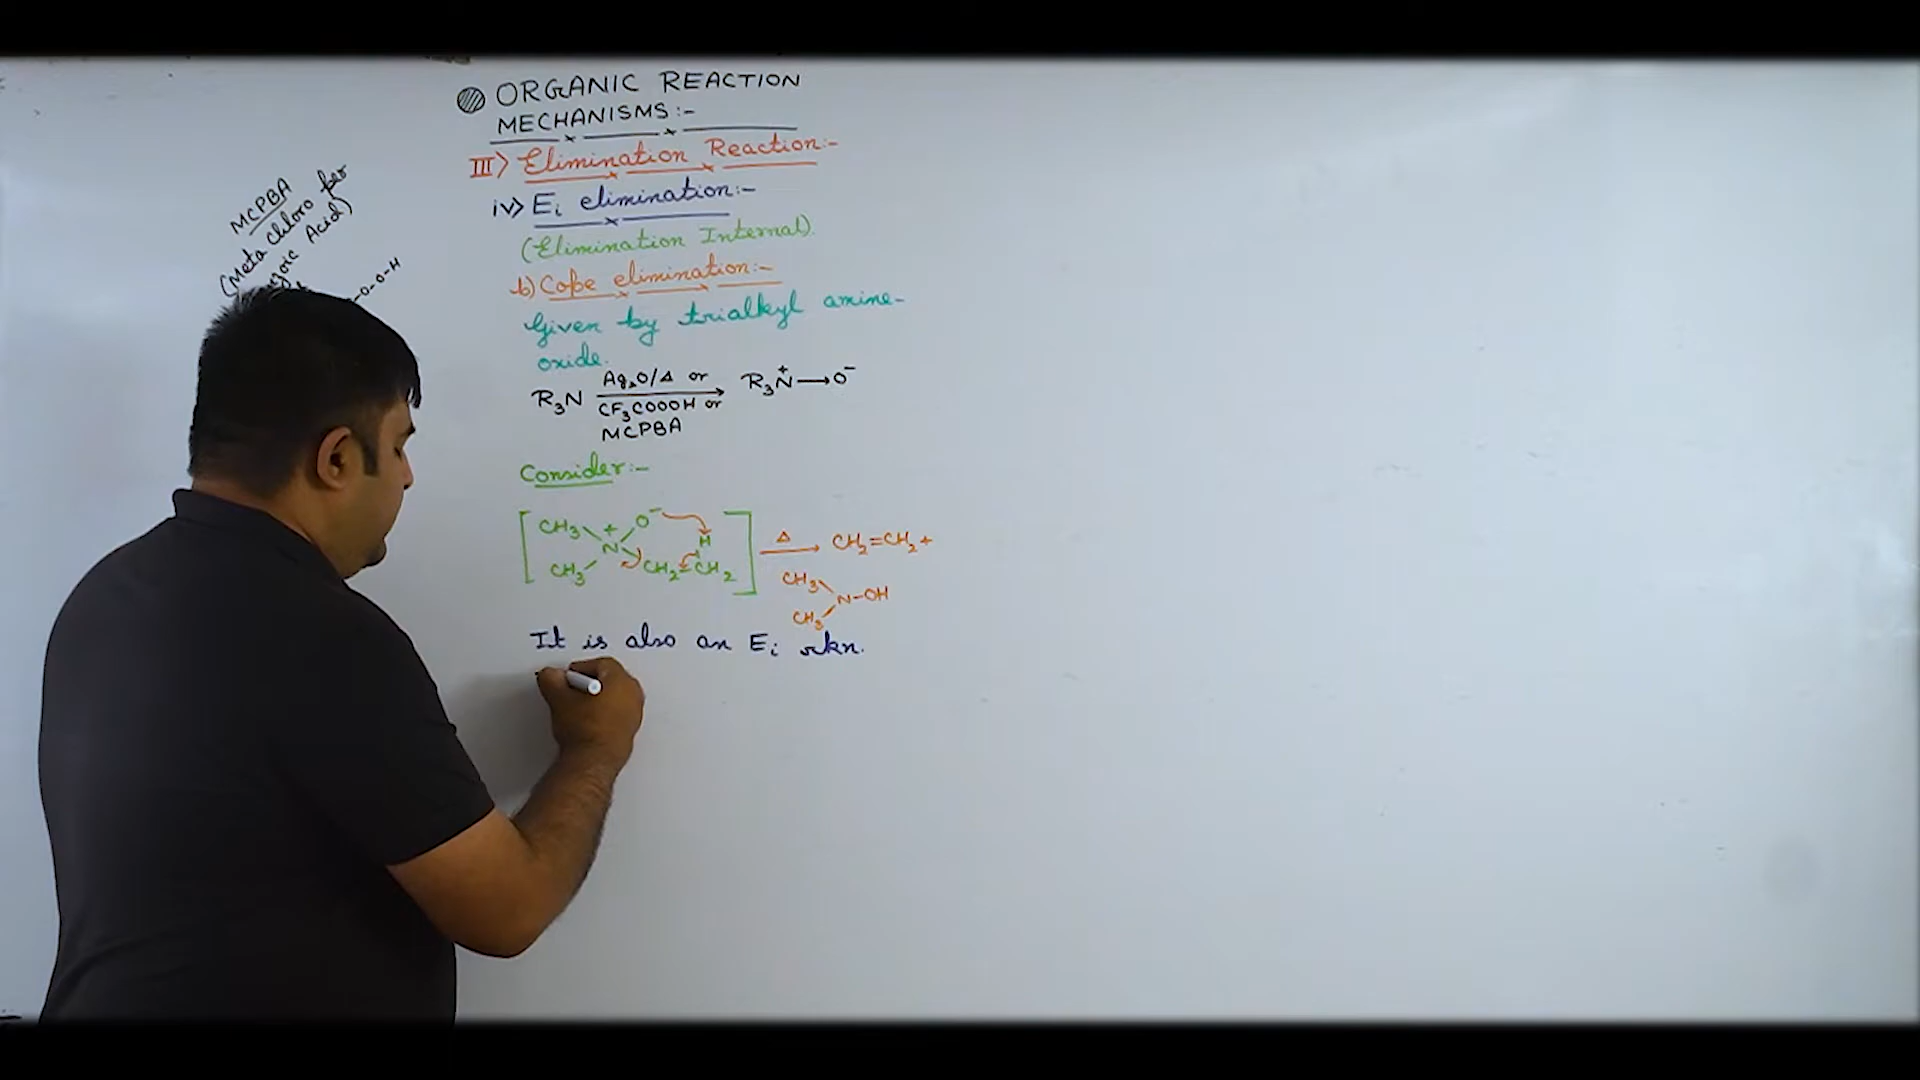 ORGANIC REACTION
MECHANISMS:-
III> Elimination Reaction:-
iv> Ei elimination:-
(Elimination Internal).
b) Cope elimination:-
Given by trialkyl amine-
oxide.
Ag2O/Δ or
R3N → R3N⁺→O⁻
CF3COOOH or
MCPBA
Consider:-
CH3 + O⁻ H
N
CH3 CH2 CH2
Δ CH2=CH2 +
CH3
N-OH
CH3
It is also an Ei rkn.
MCPBA
(Meta chloro per
Acid)
-O-O-H